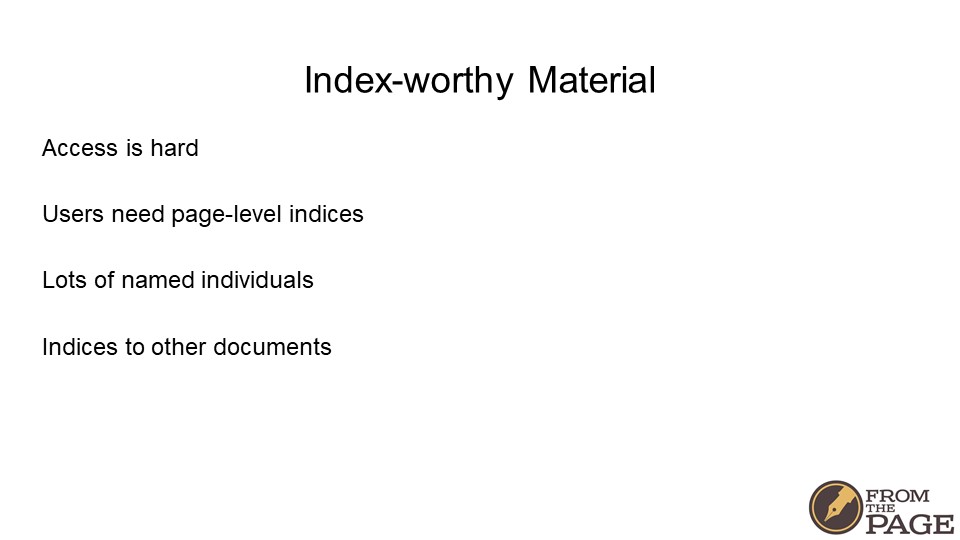 Index-worthy Material
Access is hard
Users need page-level indices
Lots of named individuals
Indices to other documents
FROM
THE
PAGE